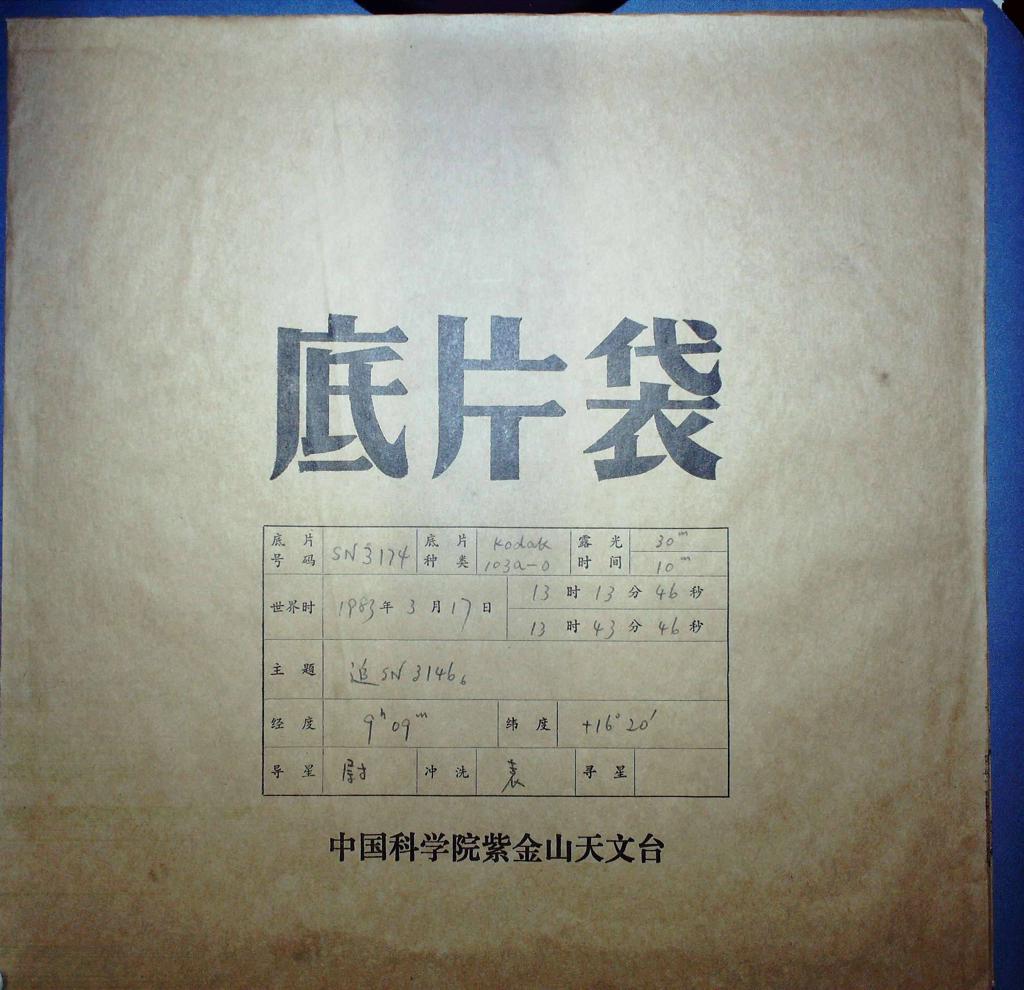 底片袋
底片号码 SN3174 底片种类 Kodak 103a-0 露光时间 30ᵐ 10ᵐ
世界时 1983年3月17日 13时13分46秒
13时43分46秒
主题 追SN3146₆
经度 9ʰ09ᵐ 纬度 +16°20′
导星 尉 冲洗 袁 寻星
中国科学院紫金山天文台